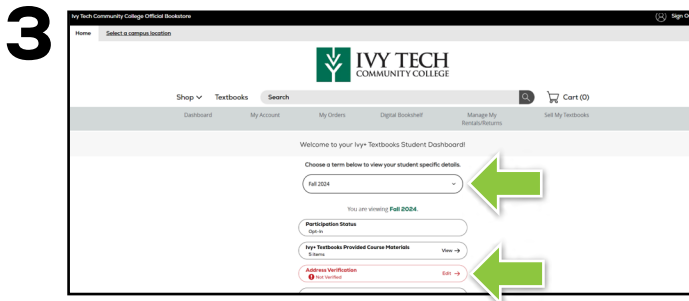 3
Ivy Tech Community College Official Bookstore
Sign O
Home Select a campus location
IVY TECH
COMMUNITY COLLEGE
Shop Textbooks Search Cart (0)
Dashboard My Account My Orders Digital Bookshelf Manage My Rentals/Returns Sell My Textbooks
Welcome to your Ivy+ Textbooks Student Dashboard!
Choose a term below to view your student specific details.
Fall 2024
You are viewing Fall 2024.
Participation Status
Opt-In
Ivy+ Textbooks Provided Course Materials
5 items
View →
Address Verification
Not Verified
Edit →